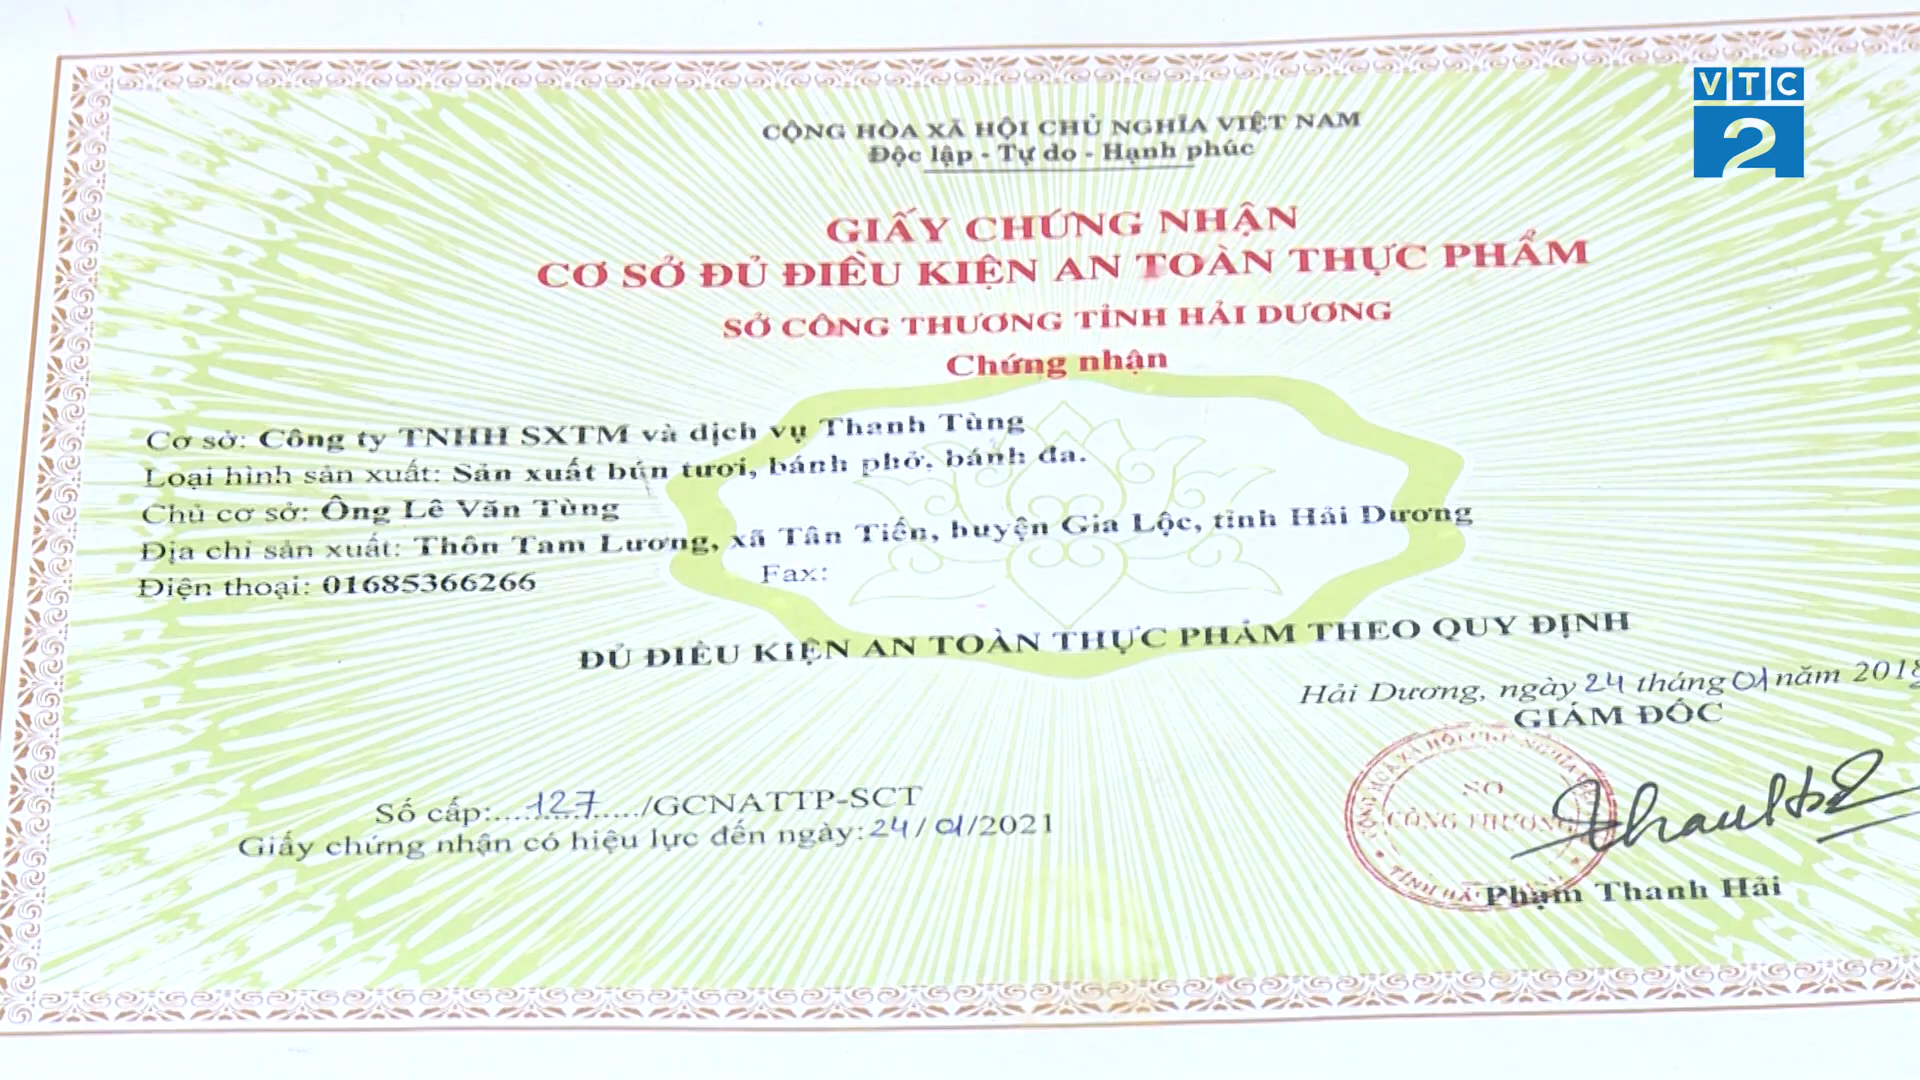 VTC
2
CỘNG HÒA XÃ HỘI CHỦ NGHĨA VIỆT NAM
Độc lập - Tự do - Hạnh phúc
GIẤY CHỨNG NHẬN
CƠ SỞ ĐỦ ĐIỀU KIỆN AN TOÀN THỰC PHẨM
SỞ CÔNG THƯƠNG TỈNH HẢI DƯƠNG
Chứng nhận
Cơ sở: Công ty TNHH SXTM và dịch vụ Thanh Tùng
Loại hình sản xuất: Sản xuất bún tươi, bánh phở, bánh đa.
Chủ cơ sở: Ông Lê Văn Tùng
Địa chỉ sản xuất: Thôn Tam Lương, xã Tân Tiến, huyện Gia Lộc, tỉnh Hải Dương
Điện thoại: 01685366266 Fax:
ĐỦ ĐIỀU KIỆN AN TOÀN THỰC PHẨM THEO QUY ĐỊNH
Hải Dương, ngày 24 tháng 01 năm 2018
GIÁM ĐỐC
Số cấp:....127...../GCNATTP-SCT
Giấy chứng nhận có hiệu lực đến ngày: 24/01/2021
SỞ
CÔNG THƯƠNG
Phạm Thanh Hải